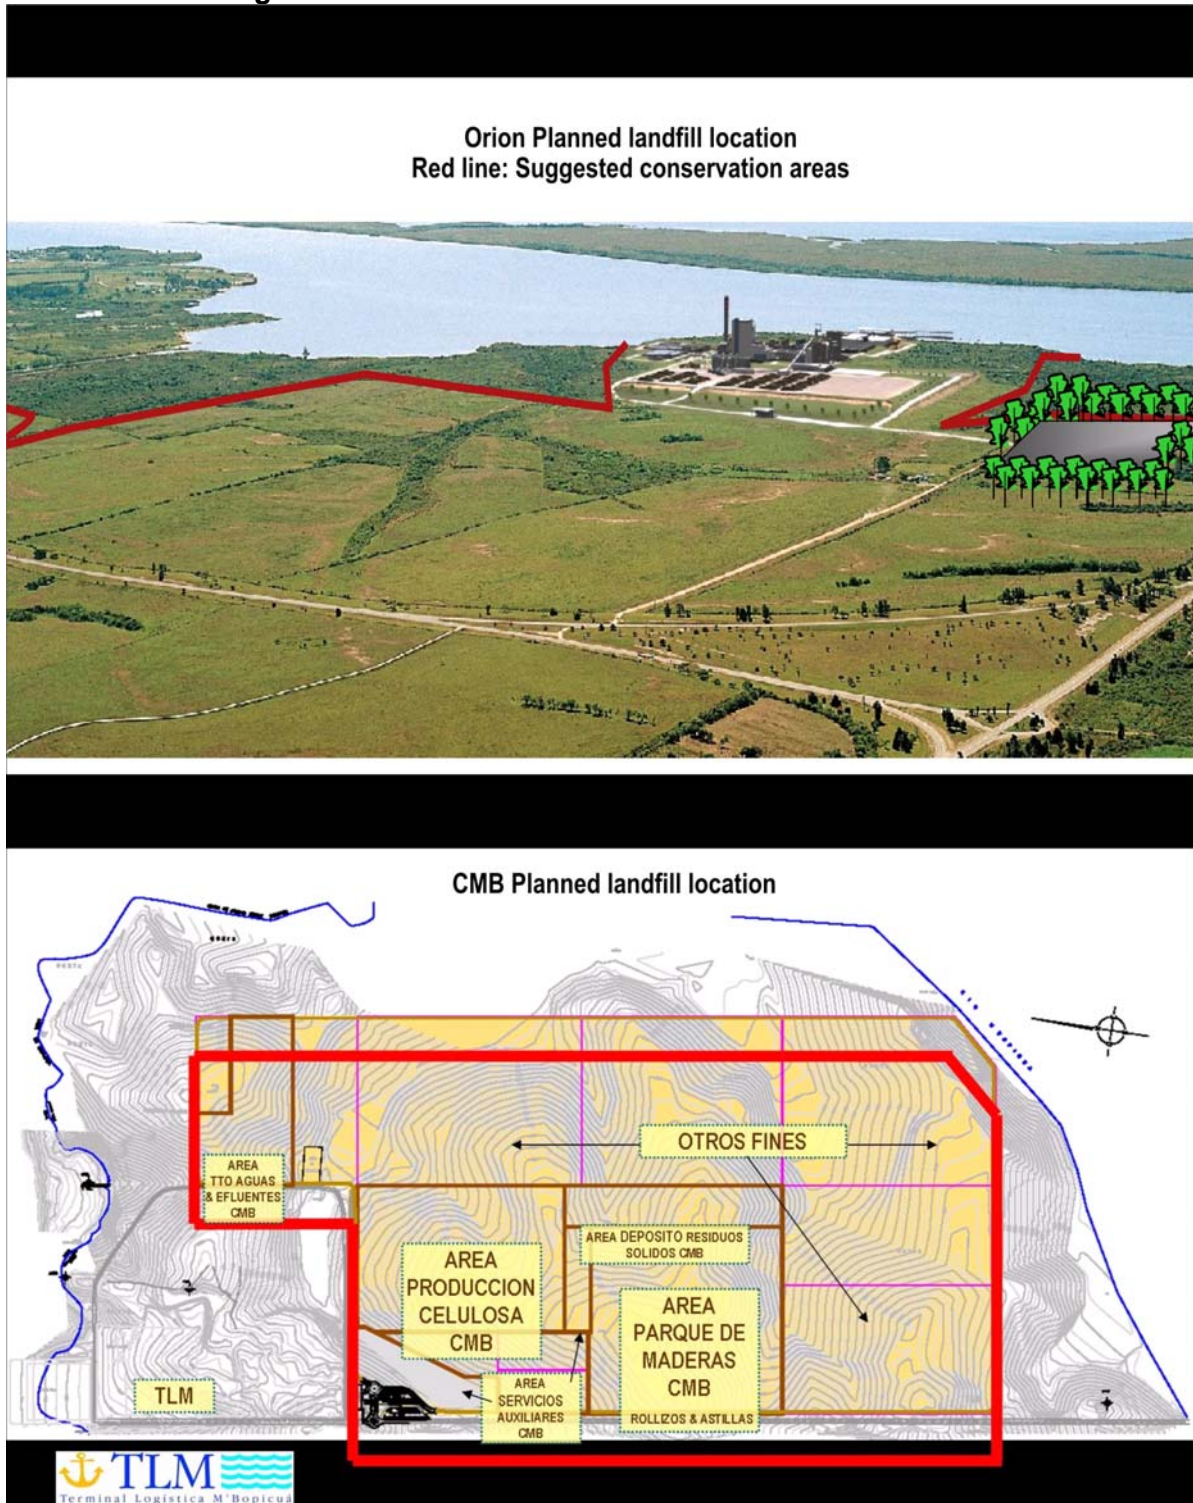 Orion Planned landfill location
Red line: Suggested conservation areas
CMB Planned landfill location
OTROS FINES
AREA
TTO AGUAS
& EFLUENTES
CMB
AREA DEPOSITO RESIDUOS
SOLIDOS CMB
AREA
PRODUCCION
CELULOSA
CMB
AREA
PARQUE DE
MADERAS
CMB
ROLLIZOS & ASTILLAS
AREA
SERVICIOS
AUXILIARES
CMB
TLM
TLM
Terminal Logística M'Bopicuá